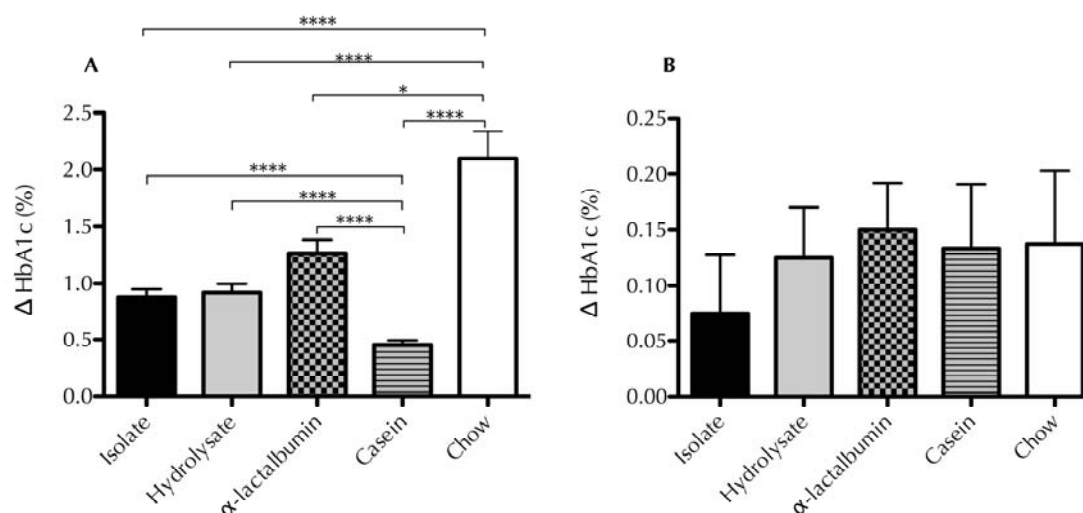 ****
A
****
*
****
****
****
****
Δ HbA1c (%)
2.5
2.0
1.5
1.0
0.5
0.0
Isolate
Hydrolysate
α-lactalbumin
Casein
Chow
B
Δ HbA1c (%)
0.25
0.20
0.15
0.10
0.05
0.00
Isolate
Hydrolysate
α-lactalbumin
Casein
Chow